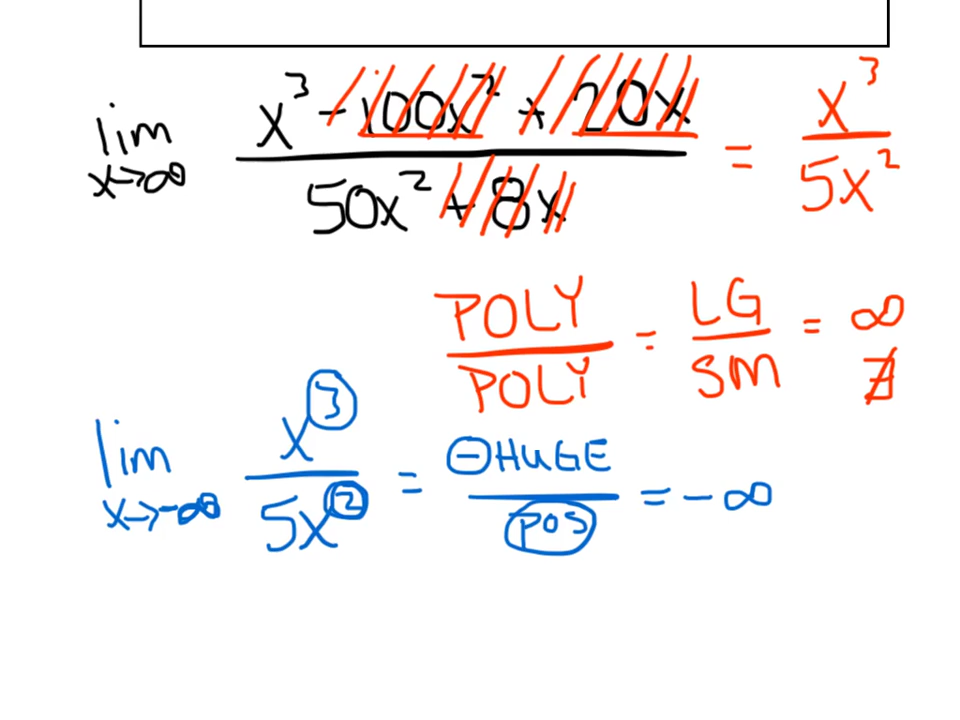 lim x→∞ (x³ - 100x² + 20x) / (50x² + 8x) = x³ / 5x²
POLY / POLY = LG / SM = ∞ ∄
lim x→-∞ x³ / 5x² = ⊖HUGE / POS = -∞